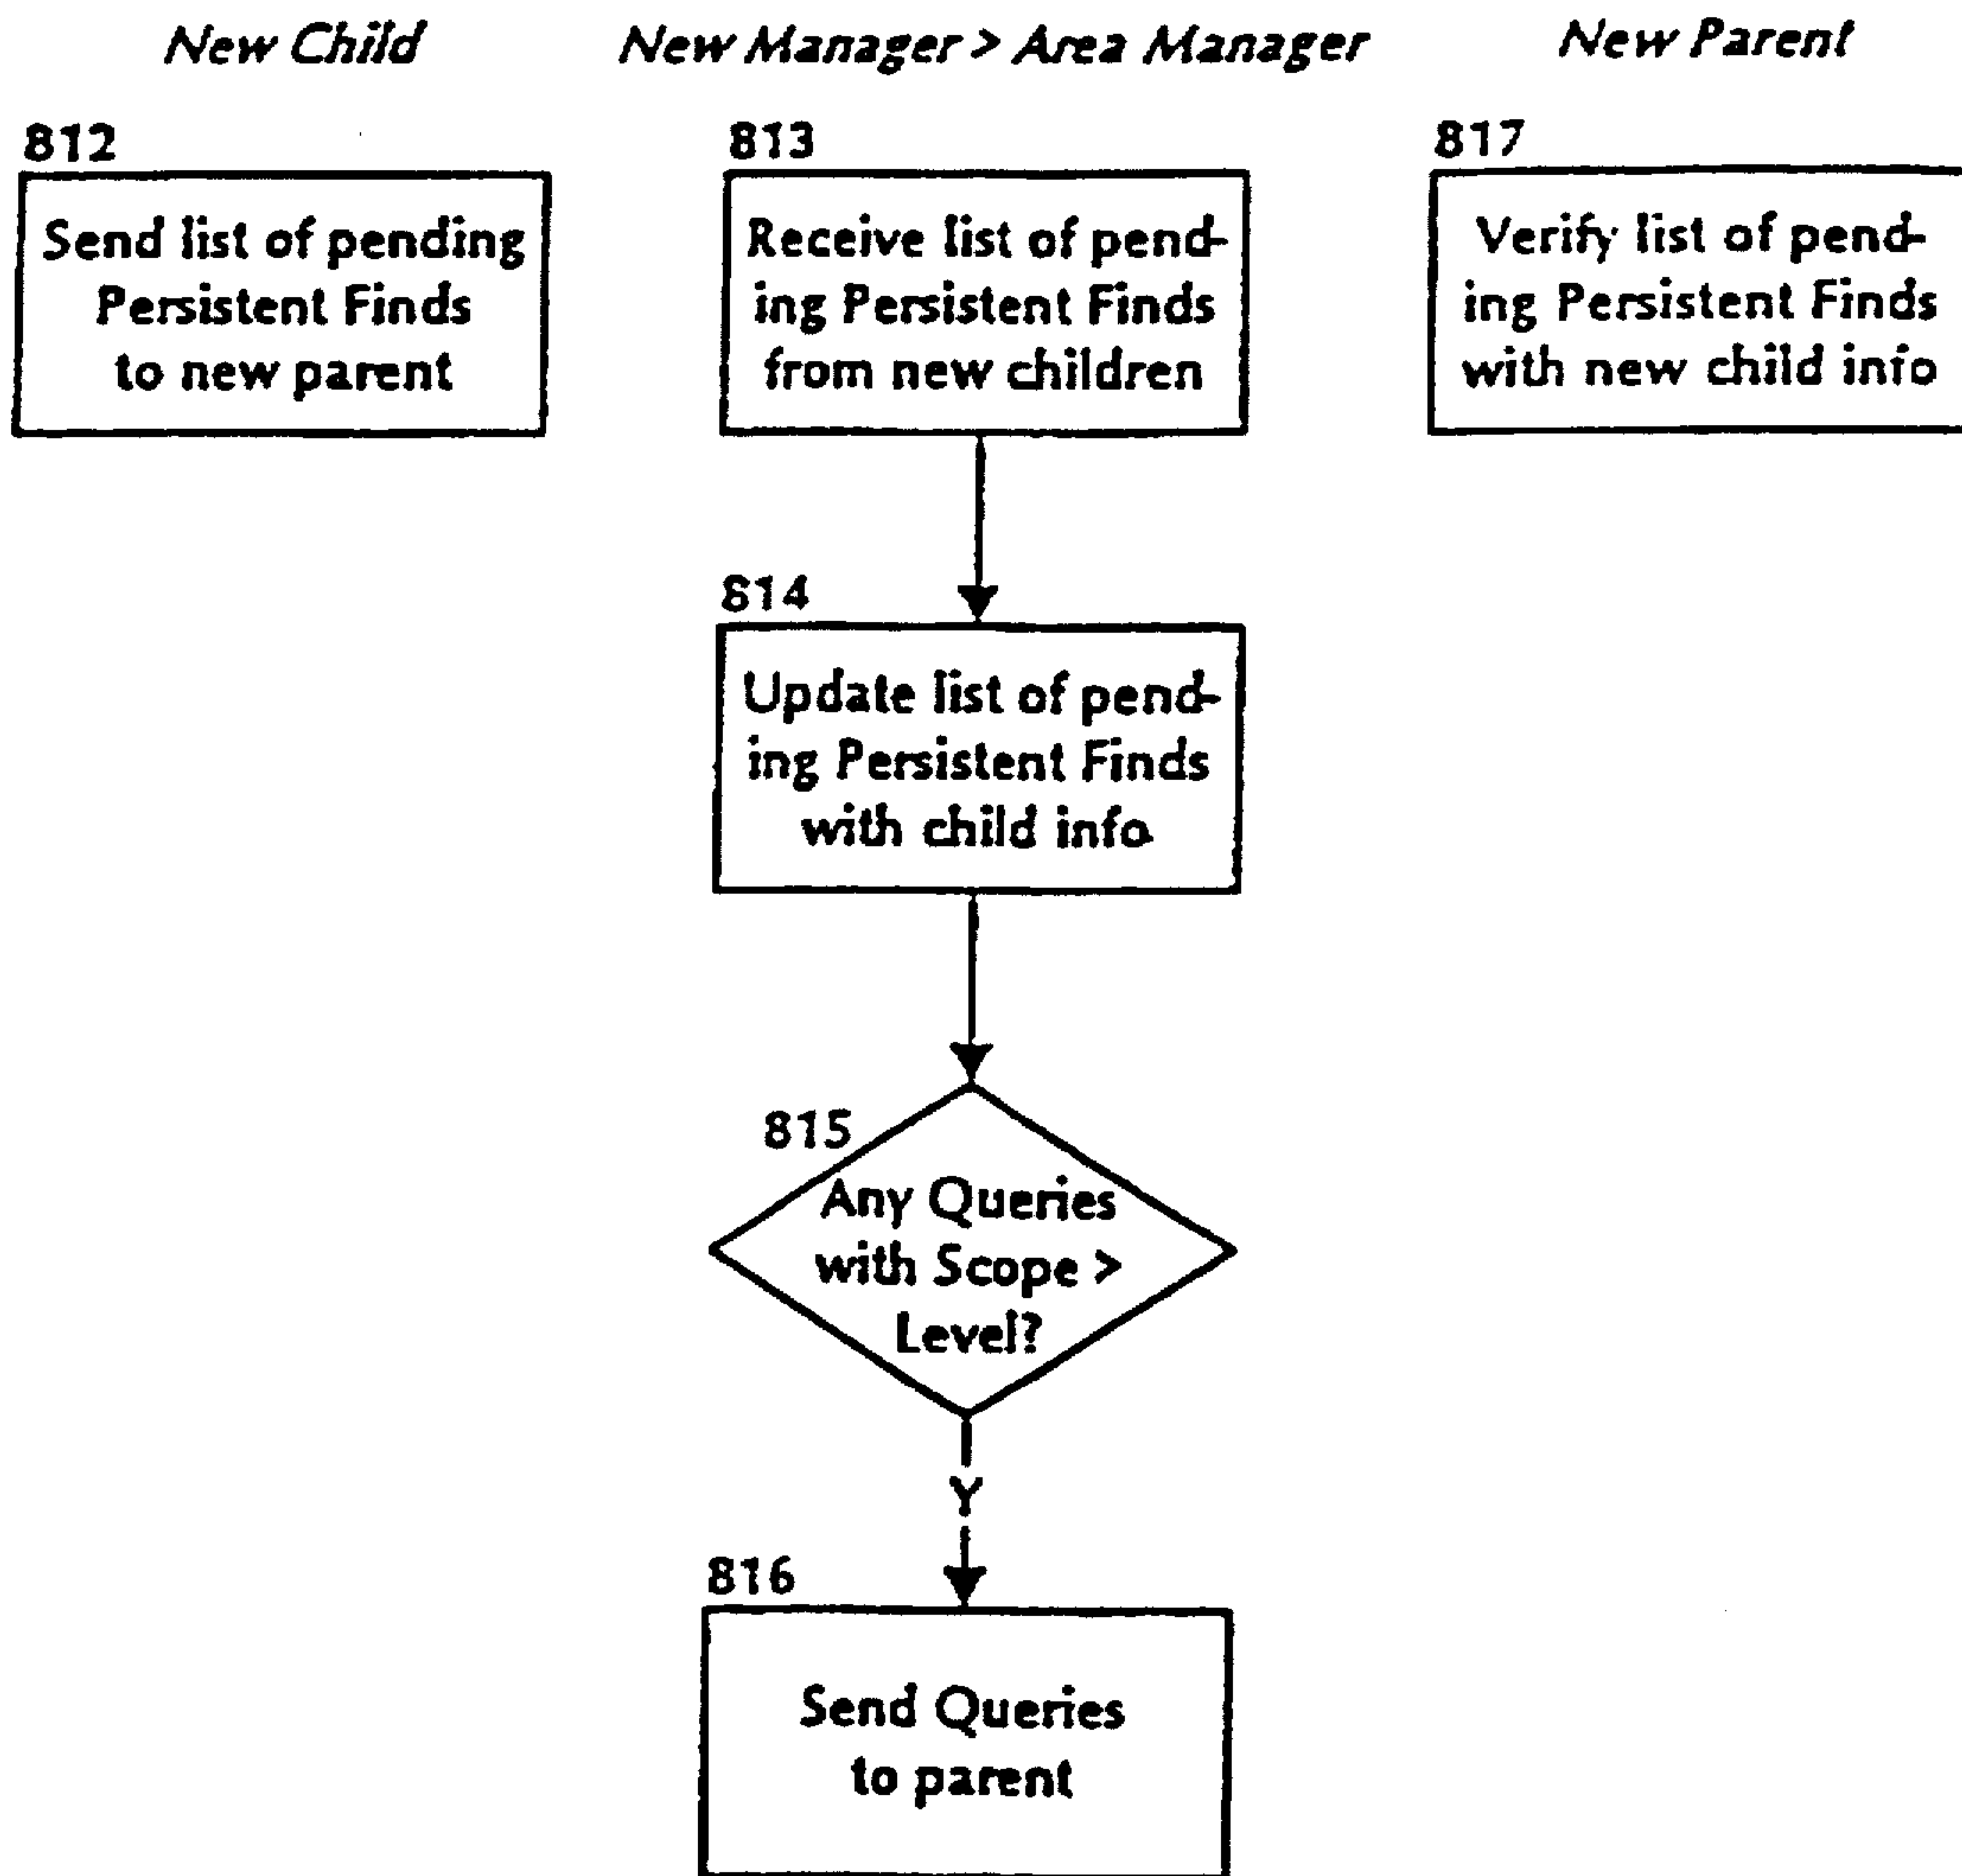 New Child
New Manager > Area Manager
New Parent
812
Send list of pending
Persistent Finds
to new parent
813
Receive list of pend-
ing Persistent Finds
from new children
817
Verify list of pend-
ing Persistent Finds
with new child info
814
Update list of pend-
ing Persistent Finds
with child info
815
Any Queries
with Scope >
Level?
Y
816
Send Queries
to parent